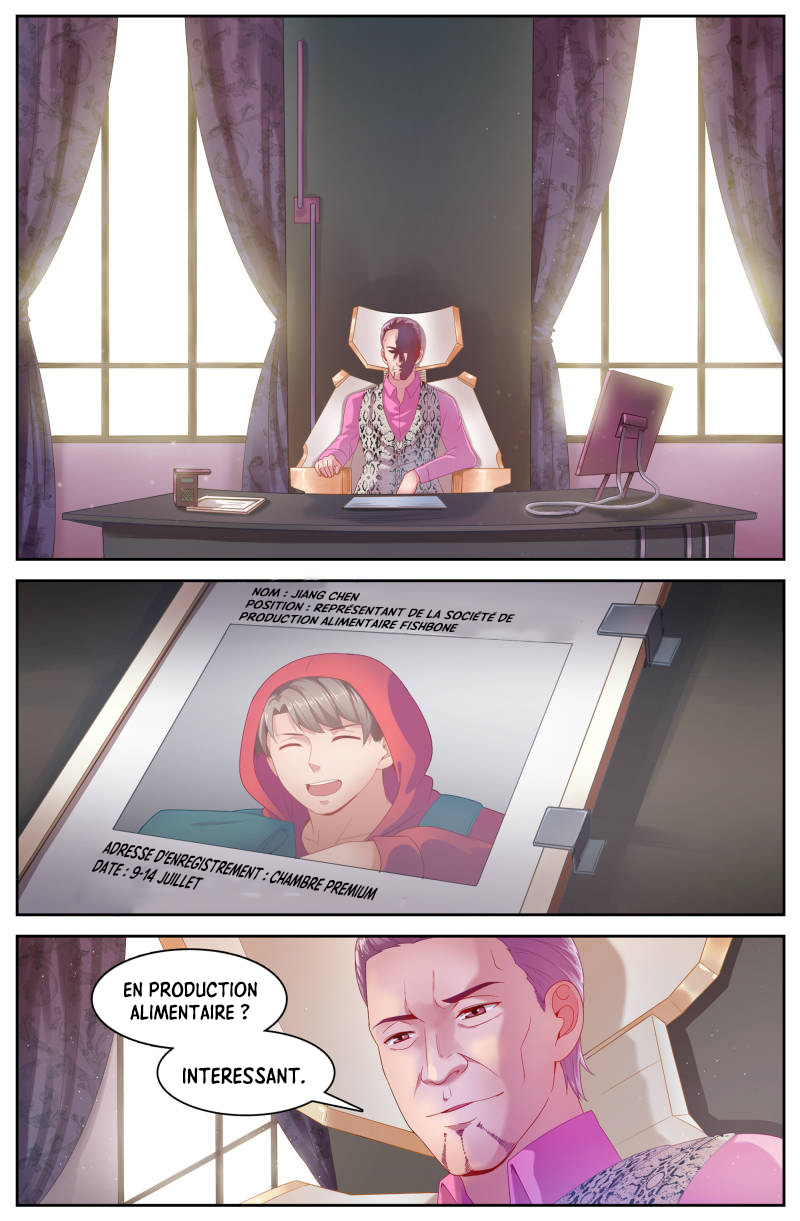 NOM : JIANG CHEN
POSITION : REPRÉSENTANT DE LA SOCIÉTÉ DE
PRODUCTION ALIMENTAIRE FISHBONE
ADRESSE D'ENREGISTREMENT : CHAMBRE PREMIUM
DATE : 9-14 JUILLET
EN PRODUCTION
ALIMENTAIRE ?
INTERESSANT.